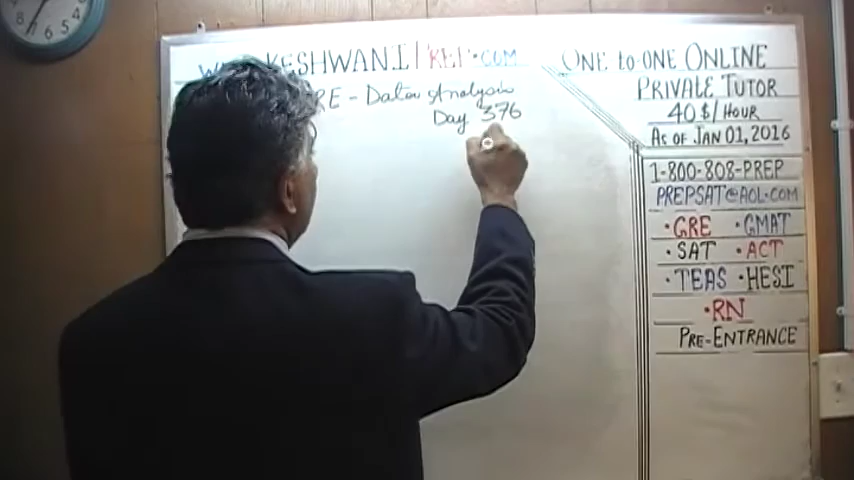 KESHWANI PREP.COM
RE - Data Analysis
Day 376
ONE to-ONE ONLINE
PRIVATE TUTOR
40$/HOUR
AS OF JAN 01, 2016
1-800-808-PREP
PREPSAT@AOL.COM
•GRE •GMAT
•SAT •ACT
•TEAS •HESI
•RN
PRE-ENTRANCE